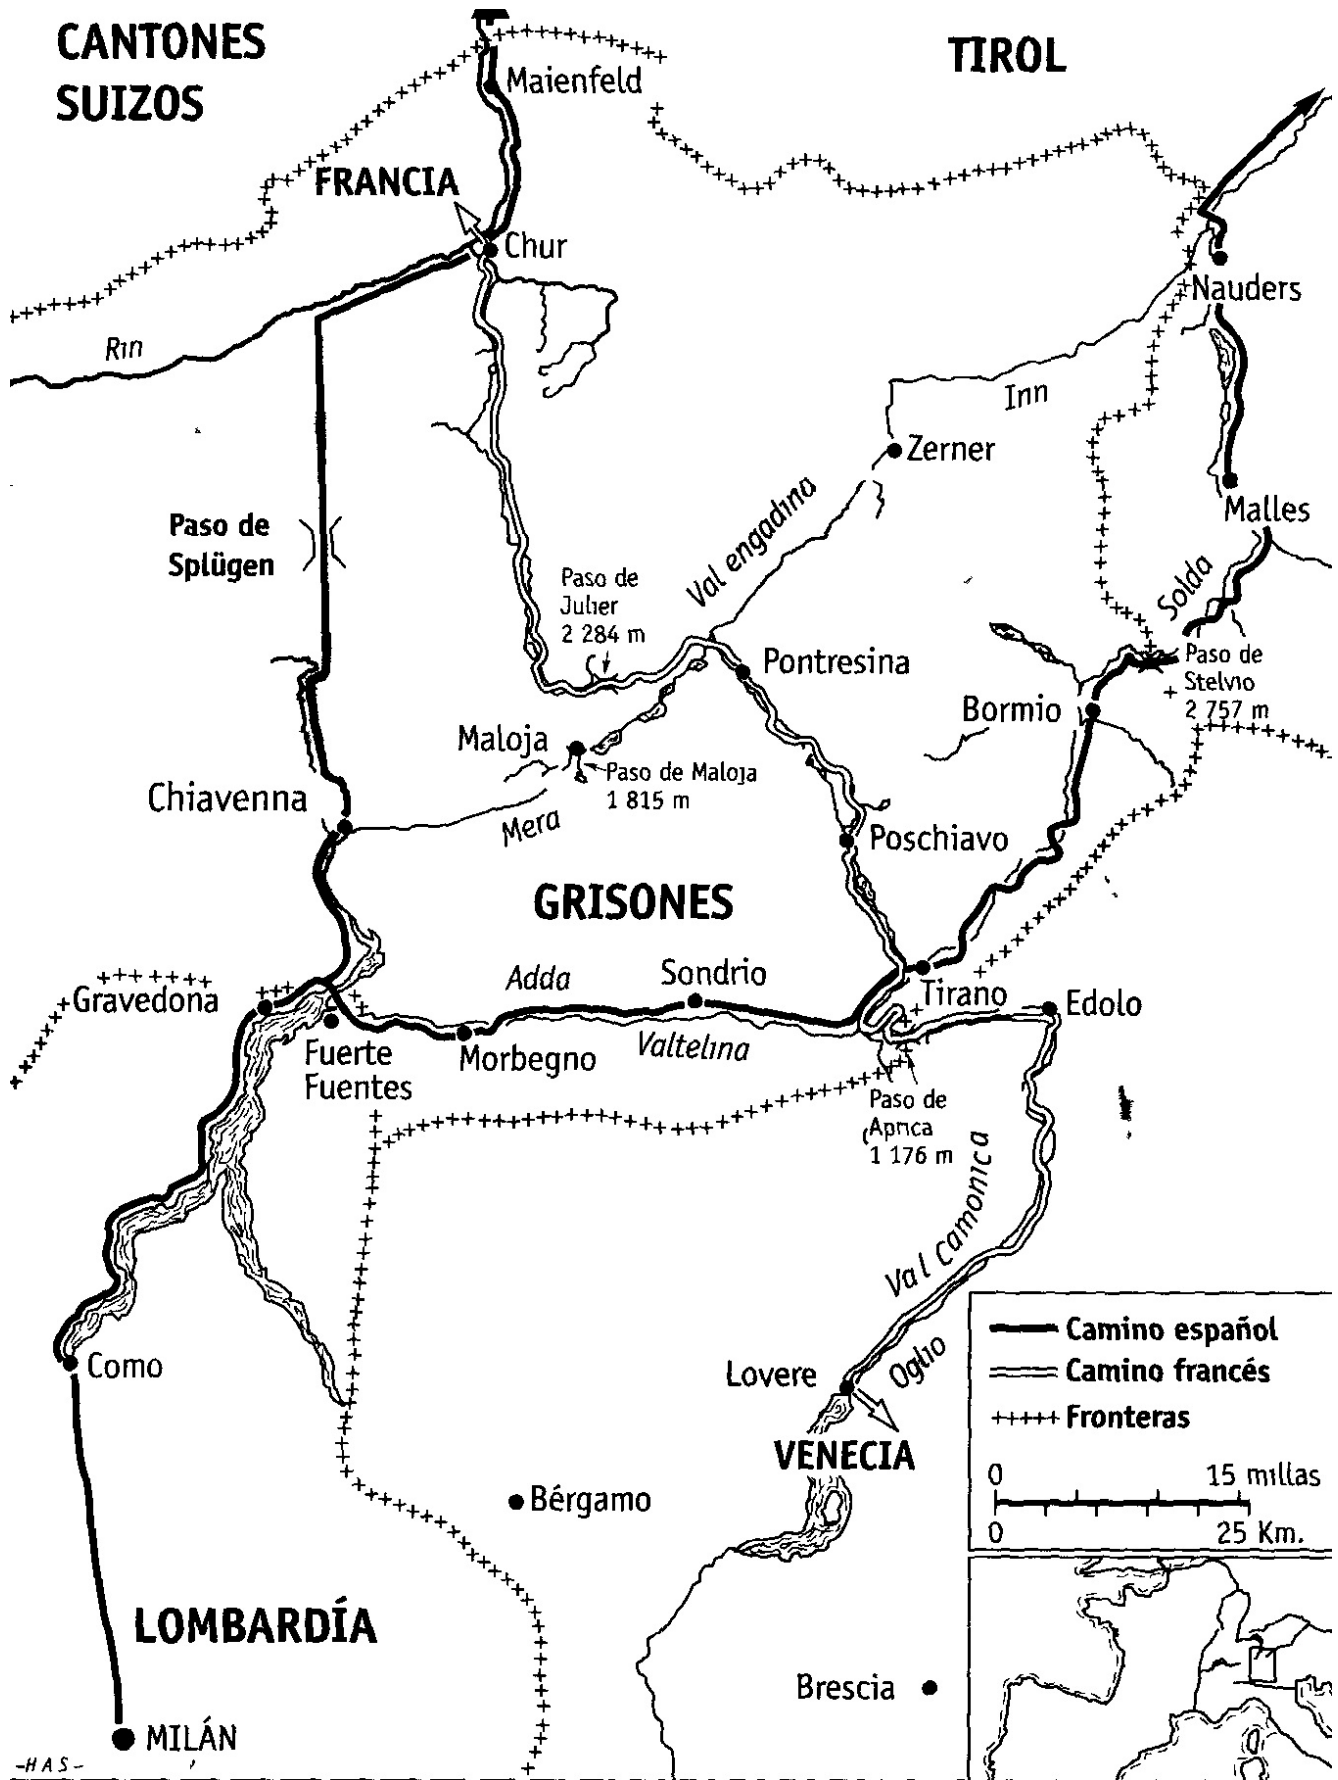 CANTONES
SUIZOS
TIROL
Maienfeld
FRANCIA
Chur
Nauders
Rin
Inn
Zerner
Malles
Paso de
Splügen
Val engadina
Solda
Paso de
Julier
2 284 m
Pontresina
Paso de
Stelvio
2 757 m
Bormio
Maloja
Paso de Maloja
1 815 m
Chiavenna
Mera
Poschiavo
GRISONES
Gravedona
Adda
Sondrio
Tirano
Edolo
Fuerte
Fuentes
Morbegno
Valtelina
Paso de
Aprica
1 176 m
Val Camonica
Camino español
Camino francés
Fronteras
Como
Lovere
Oglio
VENECIA
0
15 millas
0
25 Km.
Bérgamo
LOMBARDÍA
Brescia
MILÁN
-HAS-